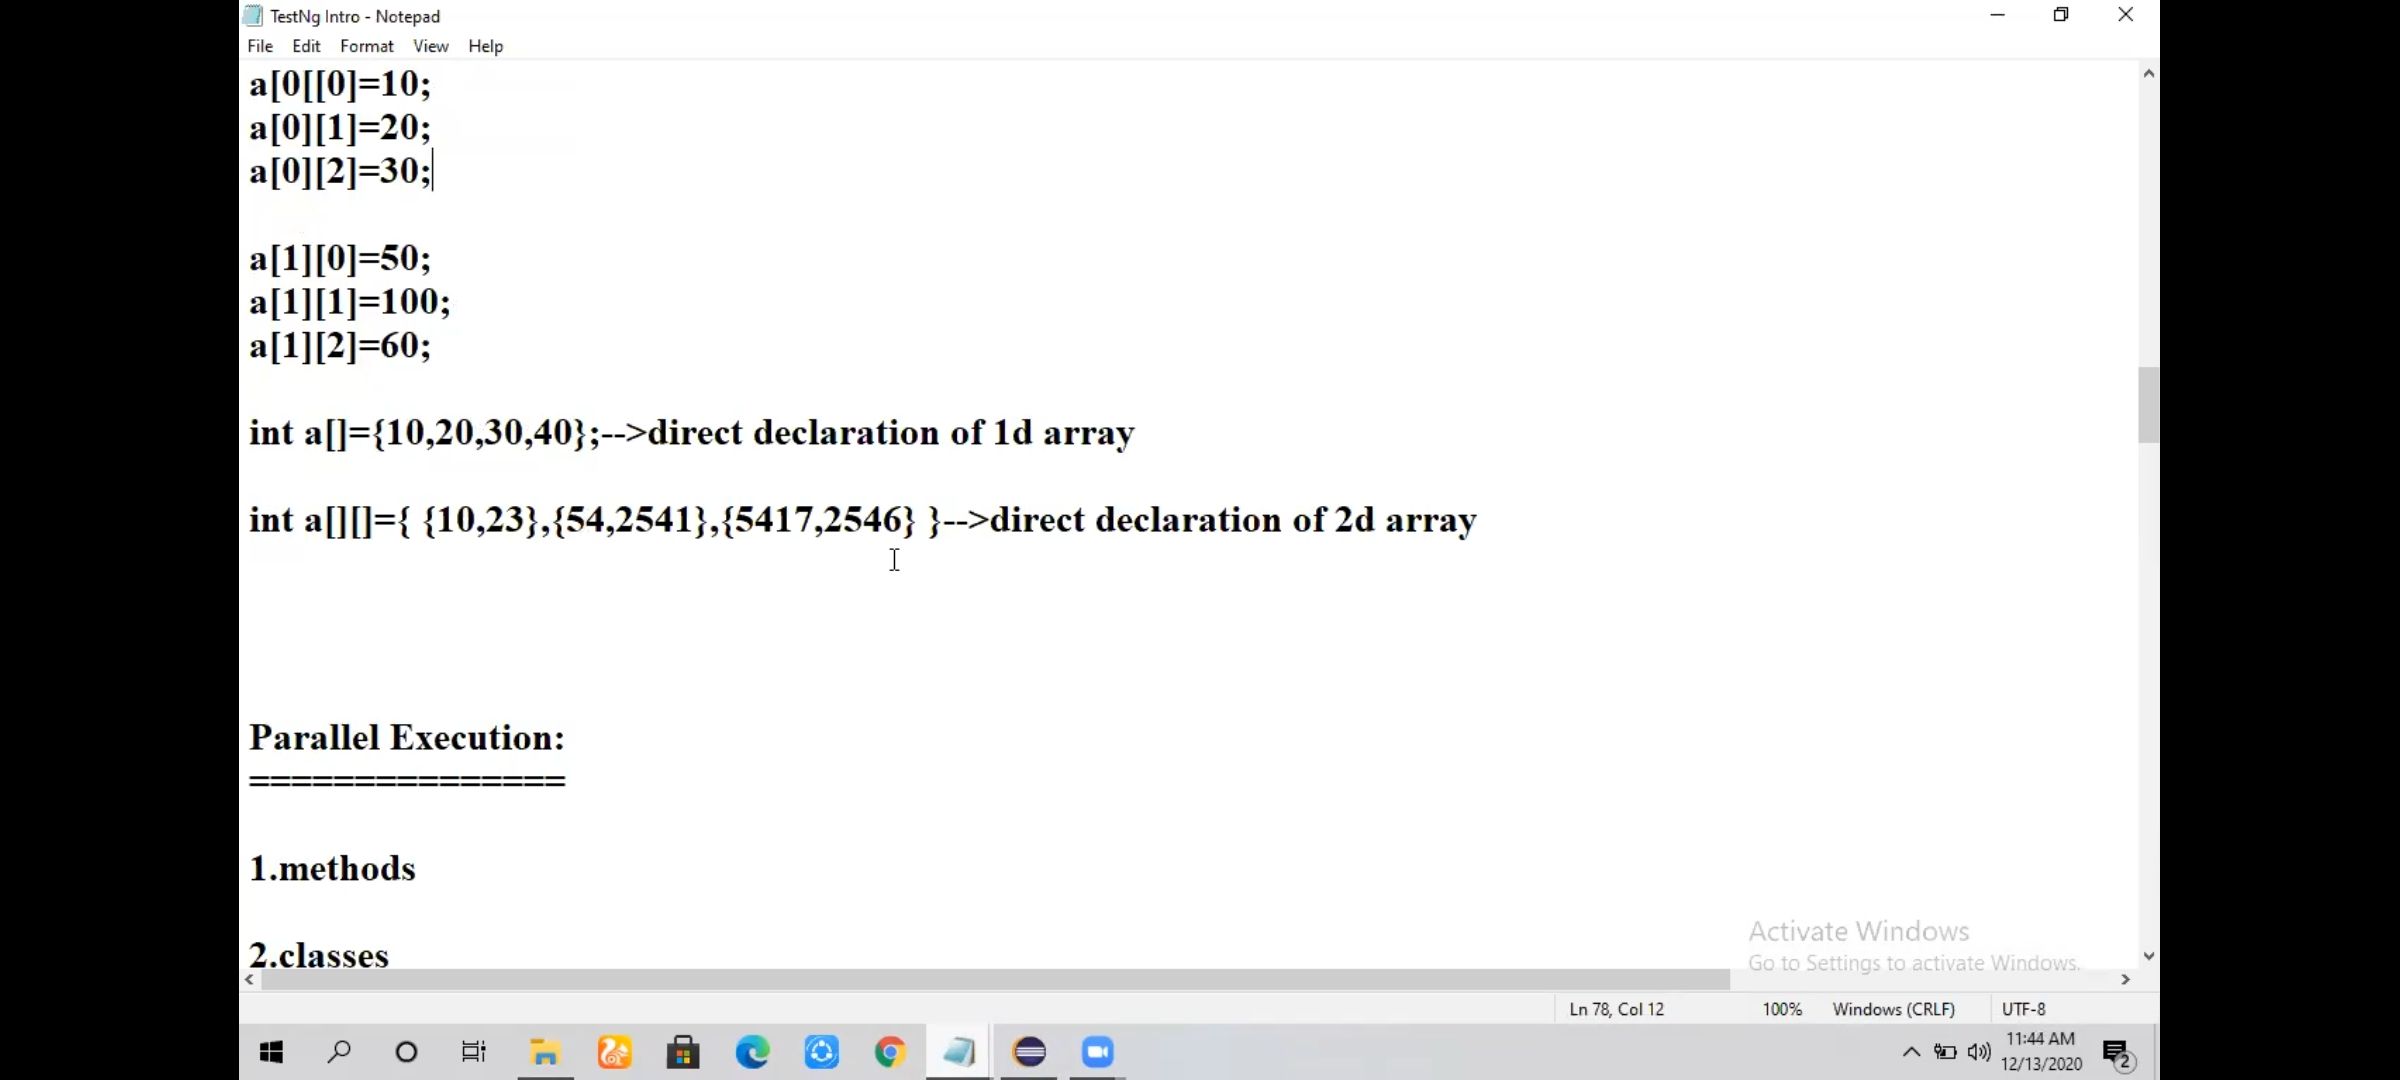 TestNg Intro - Notepad
File Edit Format View Help
a[0[[0]=10;
a[0][1]=20;
a[0][2]=30;
a[1][0]=50;
a[1][1]=100;
a[1][2]=60;
int a[]={10,20,30,40};-->direct declaration of 1d array
int a[][]={ {10,23},{54,2541},{5417,2546} }-->direct declaration of 2d array
Parallel Execution:
===============
1.methods
2.classes
Activate Windows
Go to Settings to activate Windows.
Ln 78, Col 12 100% Windows (CRLF) UTF-8
11:44 AM
12/13/2020
2